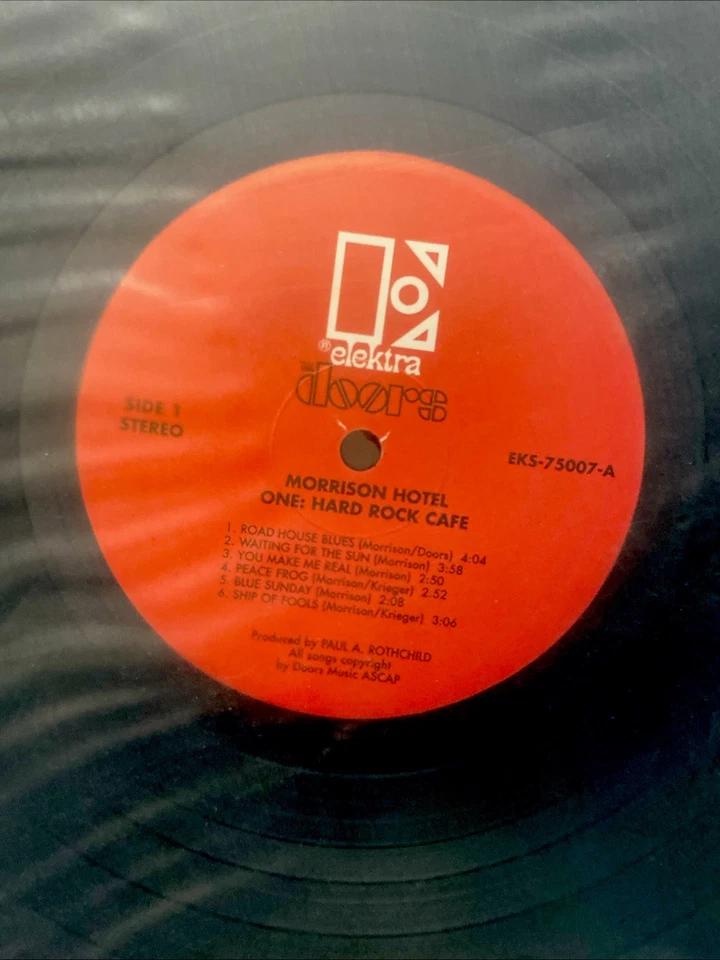 ® elektra
THE
doors
SIDE 1
STEREO
EKS-75007-A
MORRISON HOTEL
ONE: HARD ROCK CAFE
1. ROAD HOUSE BLUES (Morrison/Doors) 4:04
2. WAITING FOR THE SUN (Morrison) 3:58
3. YOU MAKE ME REAL (Morrison) 2:50
4. PEACE FROG (Morrison/Krieger) 2.52
5. BLUE SUNDAY (Morrison) 2:08
6. SHIP OF FOOLS (Morrison/Krieger) 3:06
Produced by PAUL A. ROTHCHILD
All songs copyright
by Doors Music ASCAP